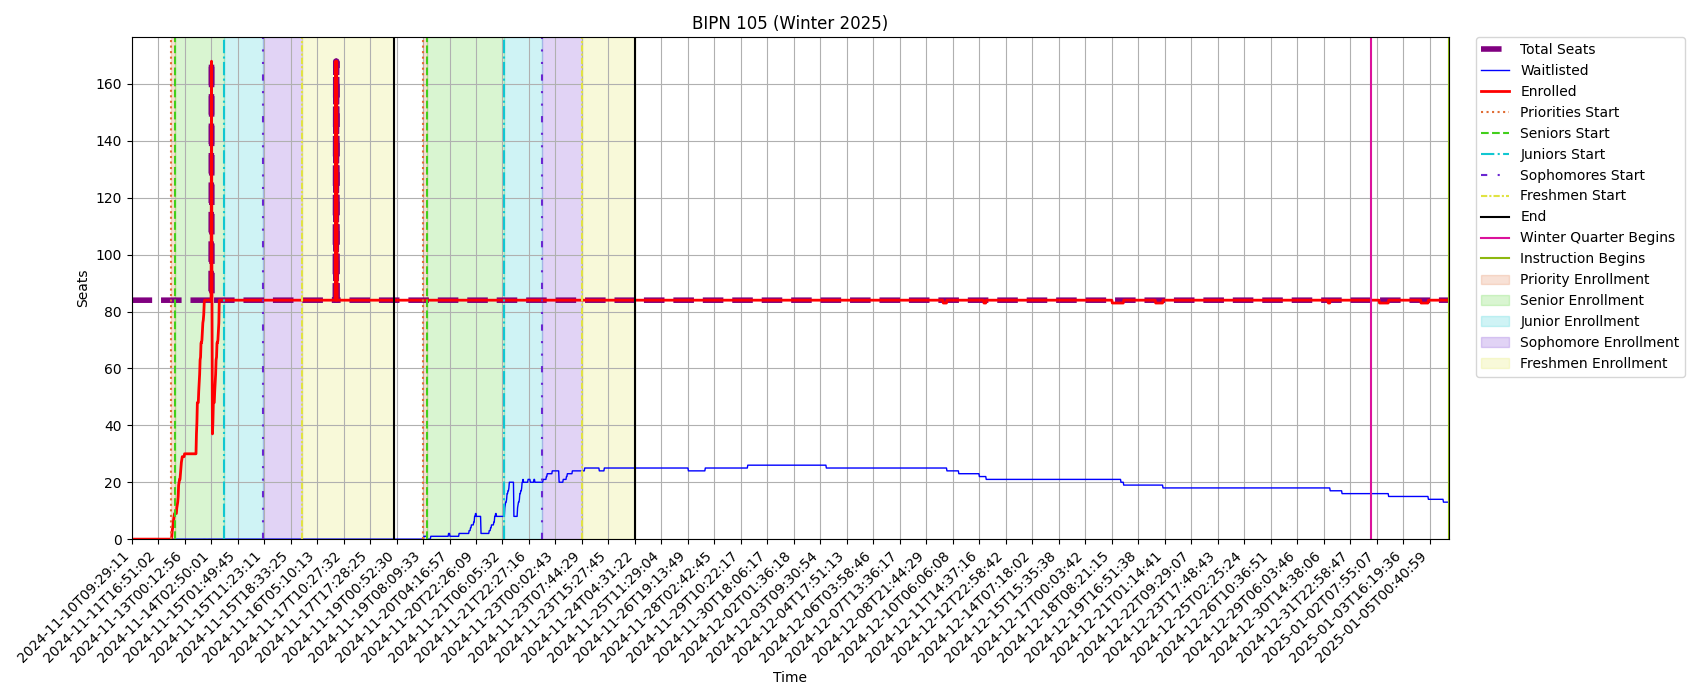 BIPN 105 (Winter 2025)
Seats
160
140
120
100
80
60
40
20
0
2024-11-10T09:29:11
2024-11-11T16:51:02
2024-11-13T00:12:56
2024-11-14T02:50:01
2024-11-15T01:49:45
2024-11-15T11:23:11
2024-11-15T18:33:25
2024-11-16T05:10:13
2024-11-17T10:27:32
2024-11-17T17:28:25
2024-11-19T00:52:30
2024-11-19T08:09:33
2024-11-20T04:16:57
2024-11-20T22:26:09
2024-11-21T06:05:32
2024-11-21T22:27:16
2024-11-23T00:02:43
2024-11-23T07:44:29
2024-11-23T15:27:45
2024-11-24T04:31:22
2024-11-25T11:29:04
2024-11-26T19:13:49
2024-11-28T02:42:45
2024-11-29T10:22:17
2024-11-30T18:06:17
2024-12-02T01:36:18
2024-12-03T09:30:54
2024-12-04T17:51:13
2024-12-06T03:58:46
2024-12-07T13:36:17
2024-12-08T21:44:29
2024-12-10T06:06:08
2024-12-11T14:37:16
2024-12-12T22:58:42
2024-12-14T07:18:02
2024-12-15T15:35:38
2024-12-17T00:03:42
2024-12-18T08:21:15
2024-12-19T16:51:38
2024-12-21T01:14:41
2024-12-22T09:29:07
2024-12-23T17:48:43
2024-12-25T02:25:24
2024-12-26T10:36:51
2024-12-29T06:03:46
2024-12-30T14:38:06
2024-12-31T22:58:47
2025-01-02T07:55:07
2025-01-03T16:19:36
2025-01-05T00:40:59
Time
Total Seats
Waitlisted
Enrolled
Priorities Start
Seniors Start
Juniors Start
Sophomores Start
Freshmen Start
End
Winter Quarter Begins
Instruction Begins
Priority Enrollment
Senior Enrollment
Junior Enrollment
Sophomore Enrollment
Freshmen Enrollment